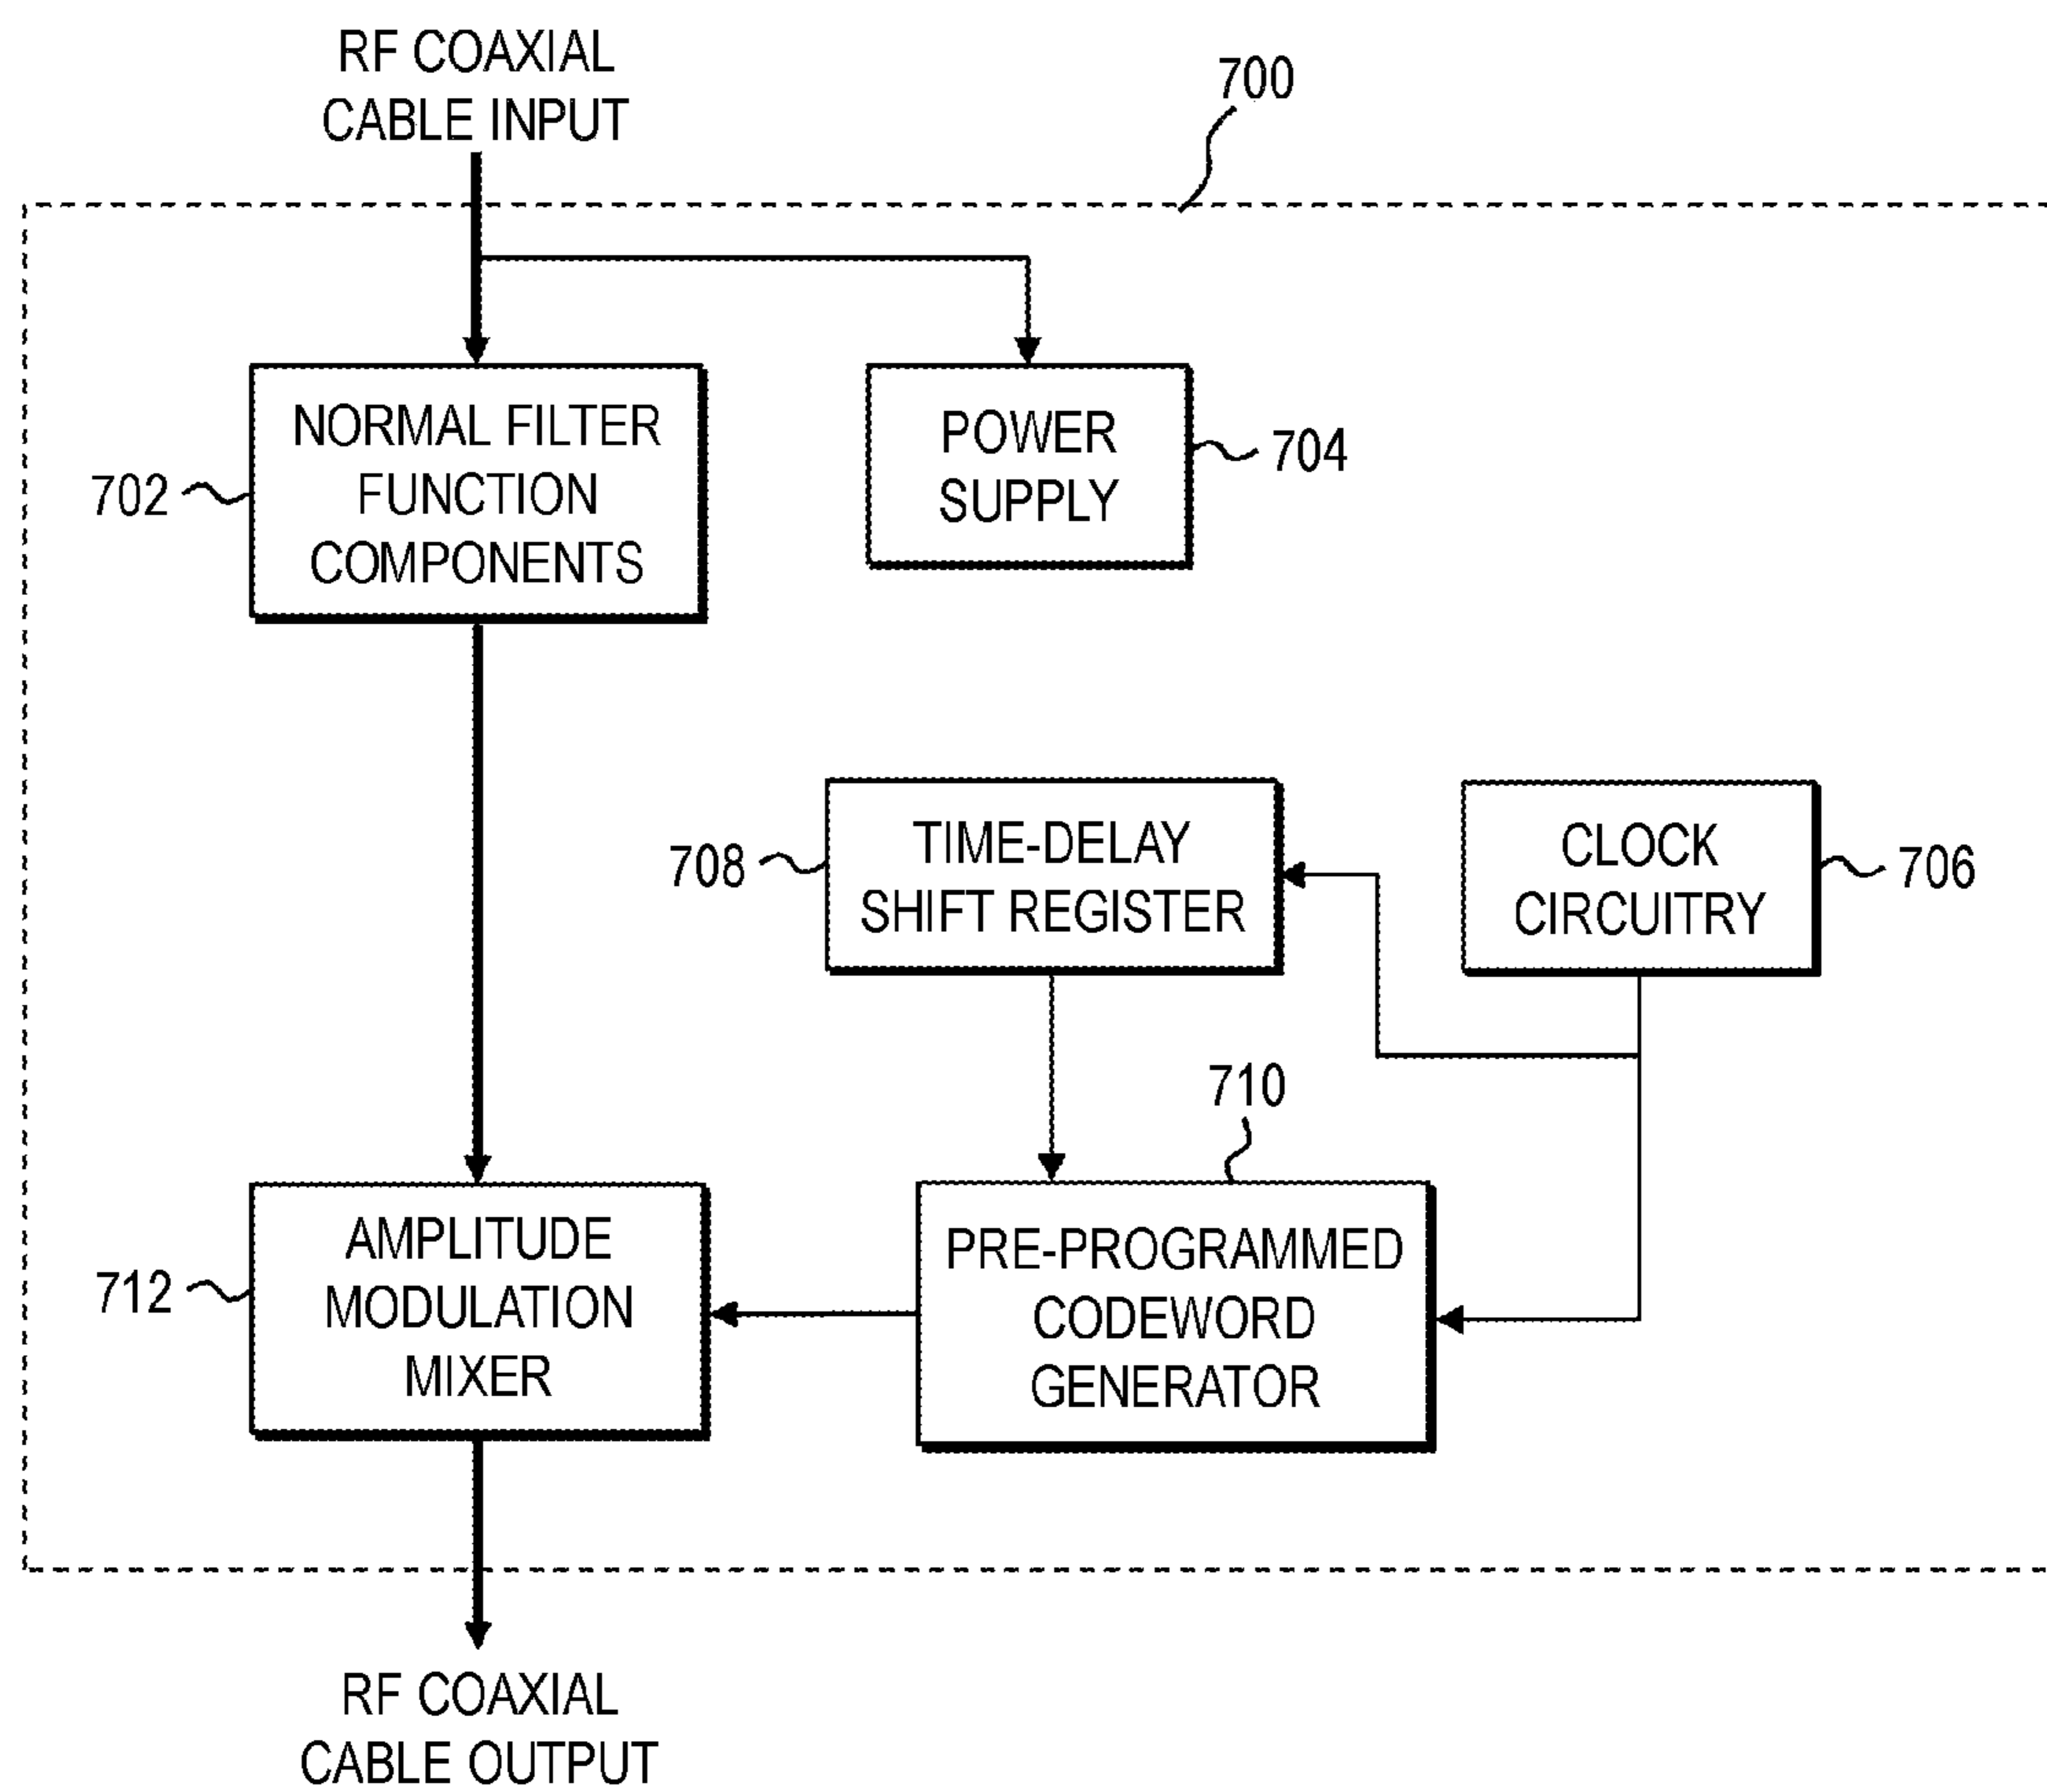 RF COAXIAL
CABLE INPUT
700
NORMAL FILTER
FUNCTION
COMPONENTS
702
POWER
SUPPLY
704
TIME-DELAY
SHIFT REGISTER
708
CLOCK
CIRCUITRY
706
710
AMPLITUDE
MODULATION
MIXER
712
PRE-PROGRAMMED
CODEWORD
GENERATOR
RF COAXIAL
CABLE OUTPUT